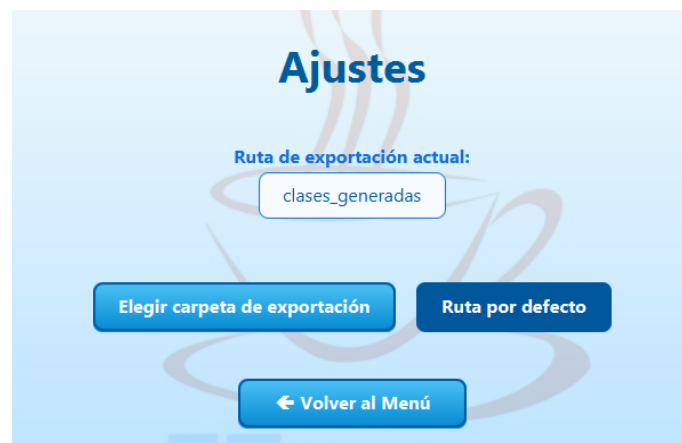 Ajustes
Ruta de exportación actual:
clases_generadas
Elegir carpeta de exportación
Ruta por defecto
🡸 Volver al Menú